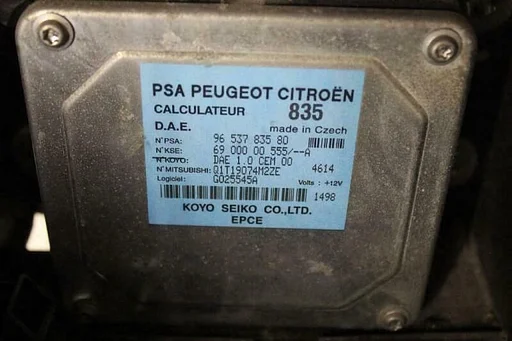 PSA PEUGEOT CITROËN
CALCULATEUR 835
D.A.E. made in Czech
N°PSA: 96 537 835 80
N°KSE: 69 000 00 555/--A
N°KOYO: DAE 1.0 CEM 00
N°MITSUBISHI: Q1T19074M2ZE 4614
Logiciel: G025545A Volts : +12V
1498
KOYO SEIKO CO.,LTD.
EPCE